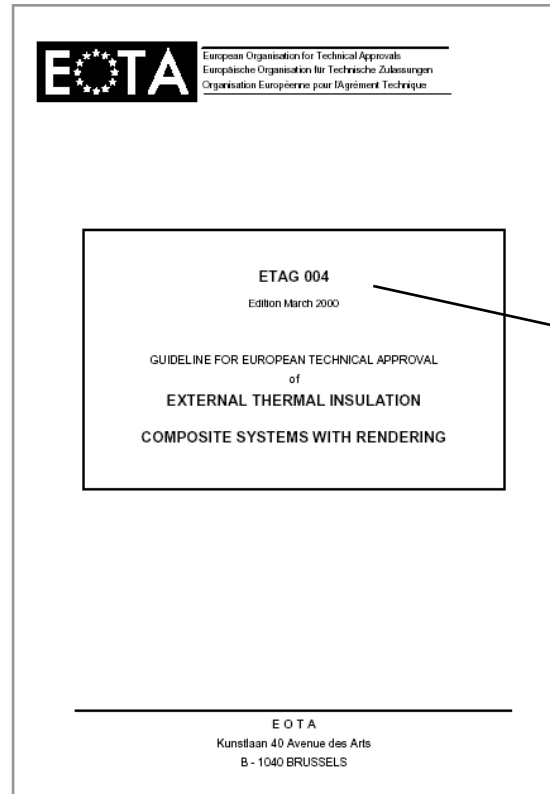 EOTA
European Organisation for Technical Approvals
Europäische Organisation für Technische Zulassungen
Organisation Européenne pour l'Agrément Technique
ETAG 004
Edition March 2000
GUIDELINE FOR EUROPEAN TECHNICAL APPROVAL
of
EXTERNAL THERMAL INSULATION
COMPOSITE SYSTEMS WITH RENDERING
E O T A
Kunstlaan 40 Avenue des Arts
B - 1040 BRUSSELS